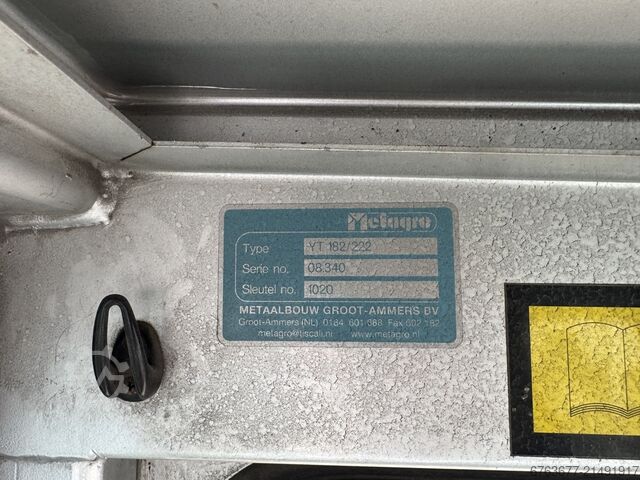 Metagro
Type YT 182/222
Serie no. 08.340
Sleutel no. 1020
METAALBOUW GROOT-AMMERS BV
Groot-Ammers (NL) 0184 601 688 Fax 602 182
metagro@tiscali.nl www.metagro.nl
6763677-21491917